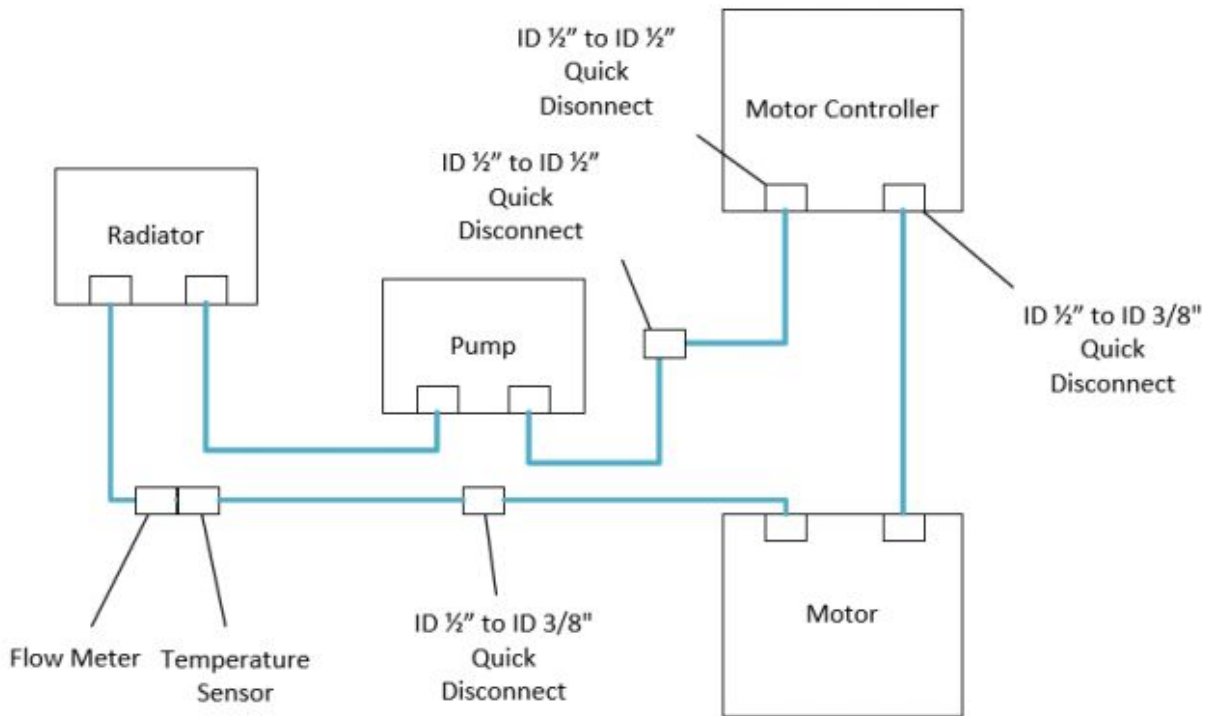 ID ½” to ID ½”
Quick
Disonnect
Motor Controller
ID ½” to ID ½”
Quick
Disconnect
Radiator
Pump
ID ½” to ID 3/8"
Quick
Disconnect
Motor
ID ½” to ID 3/8"
Quick
Disconnect
Flow Meter
Temperature
Sensor